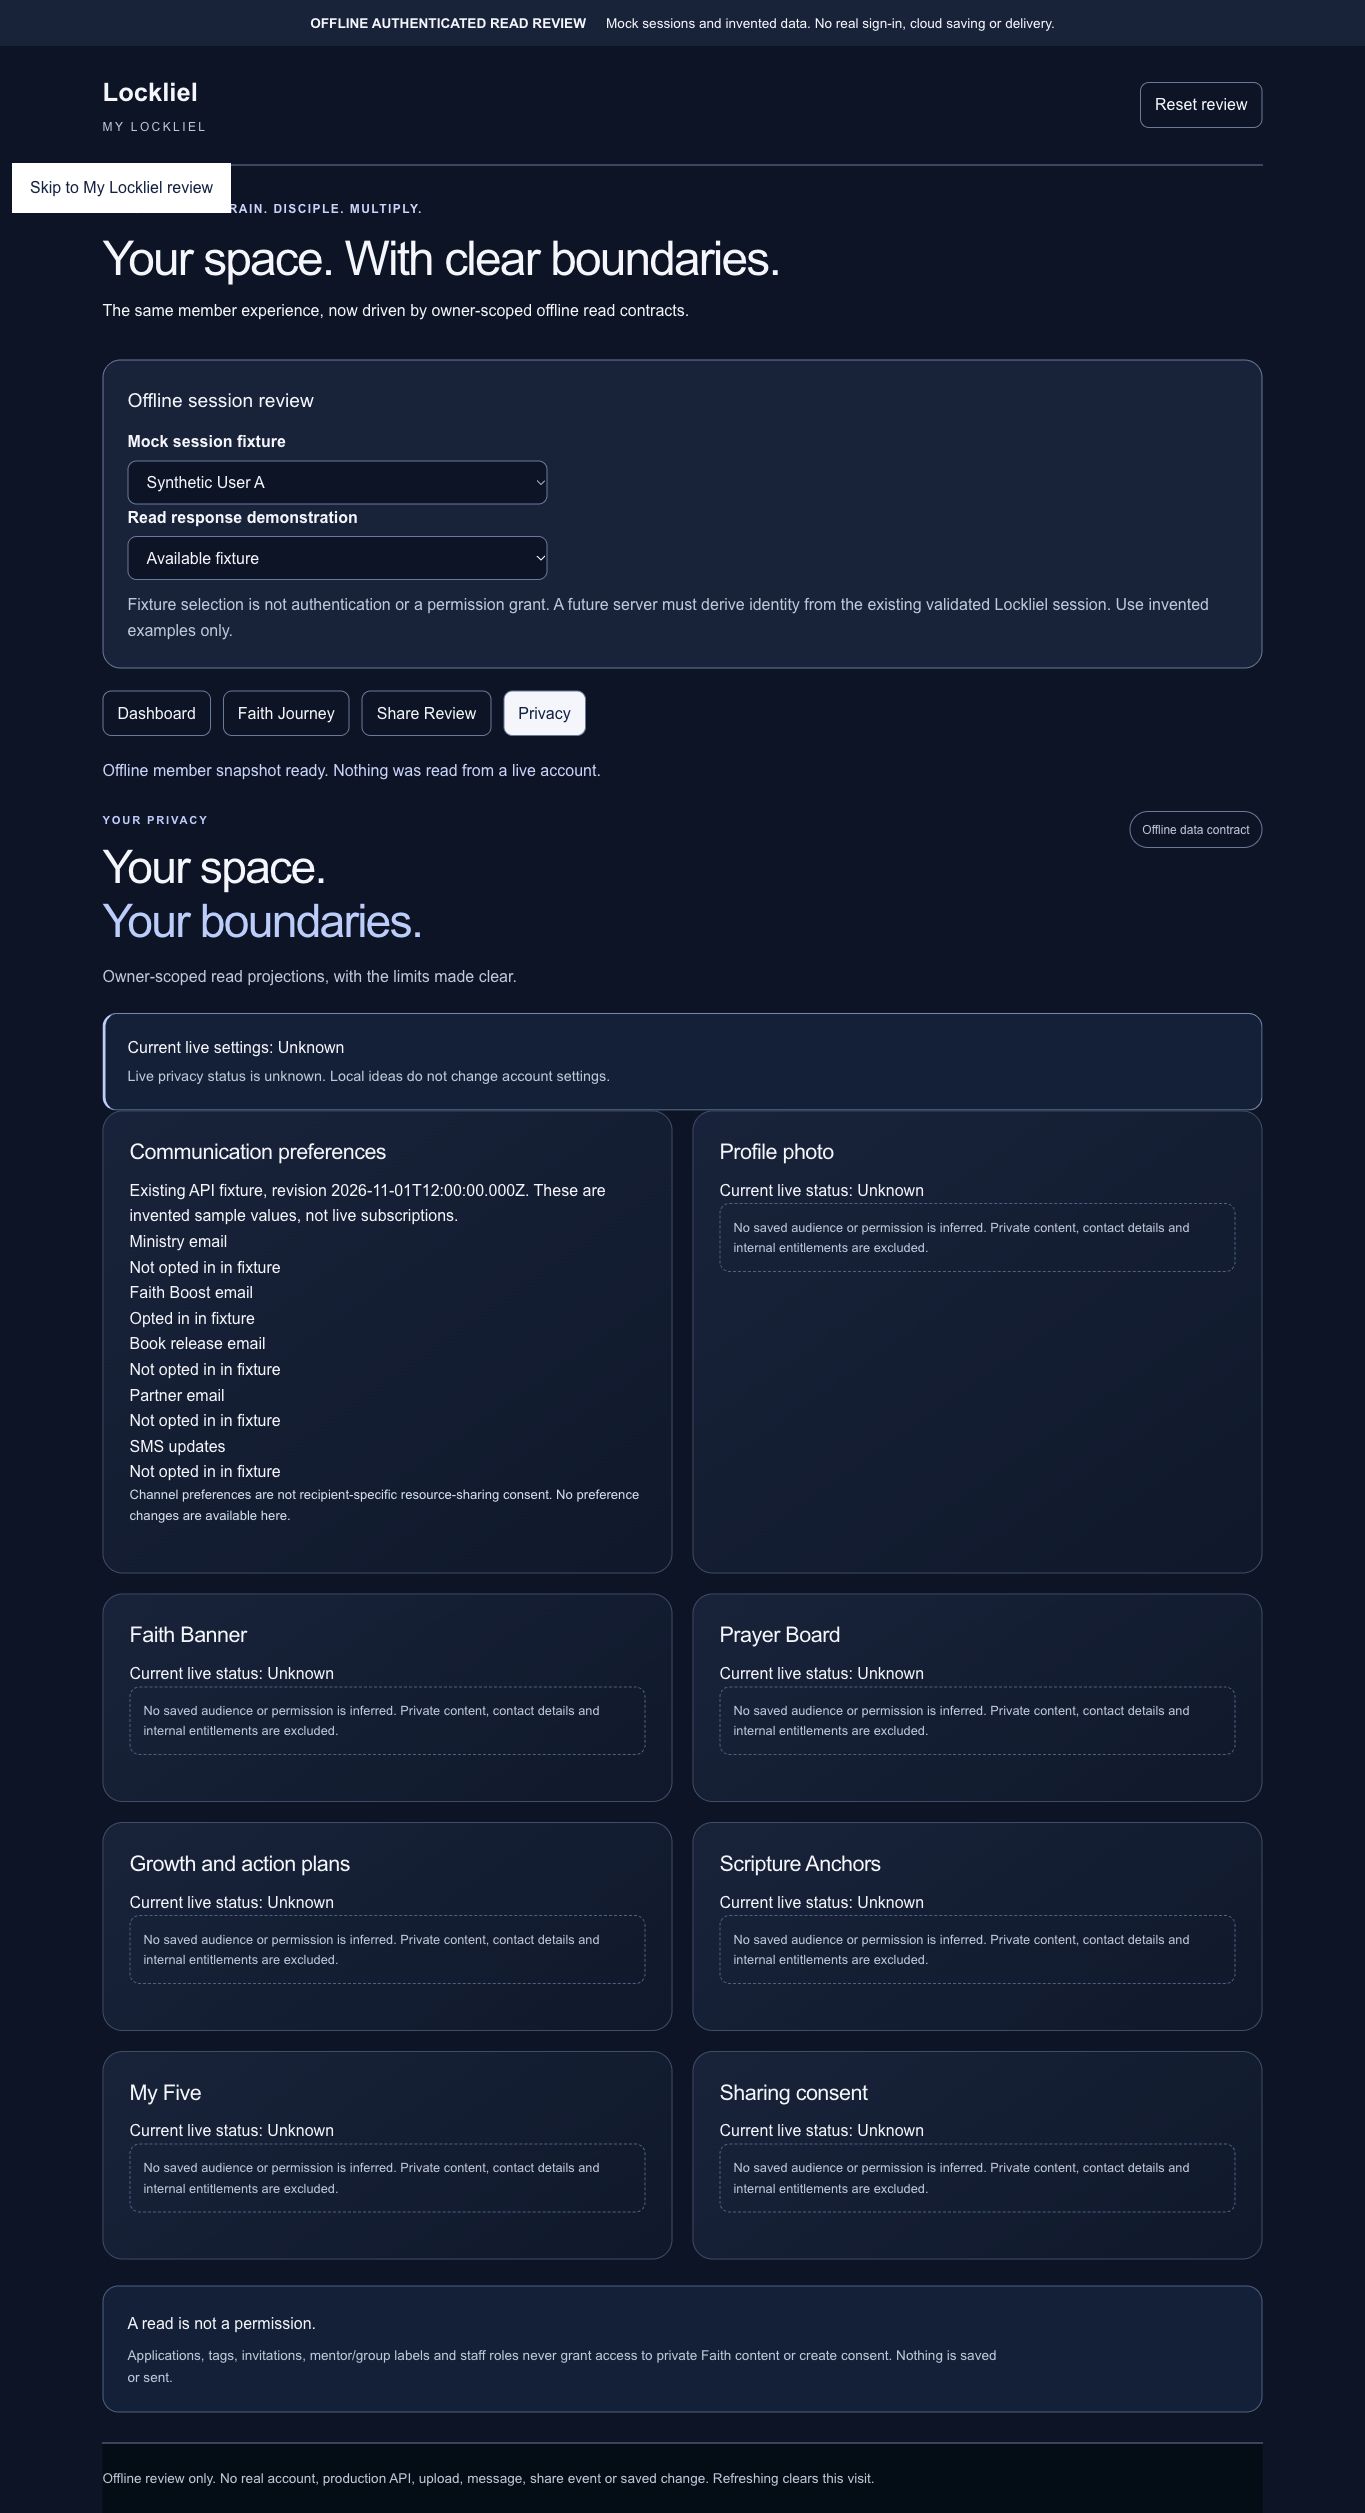 OFFLINE AUTHENTICATED READ REVIEW Mock sessions and invented data. No real sign-in, cloud saving or delivery.
Lockliel
MY LOCKLIEL
Reset review
Skip to My Lockliel review
DISCIPLE. MULTIPLY.
Your space. With clear boundaries.
The same member experience, now driven by owner-scoped offline read contracts.
Offline session review
Mock session fixture
Synthetic User A
Read response demonstration
Available fixture
Fixture selection is not authentication or a permission grant. A future server must derive identity from the existing validated Lockliel session. Use invented
examples only.
Dashboard Faith Journey Share Review Privacy
Offline member snapshot ready. Nothing was read from a live account.
YOUR PRIVACY
Offline data contract
Your space.
Your boundaries.
Owner-scoped read projections, with the limits made clear.
Current live settings: Unknown
Live privacy status is unknown. Local ideas do not change account settings.
Communication preferences
Existing API fixture, revision 2026-11-01T12:00:00.000Z. These are
invented sample values, not live subscriptions.
Ministry email
Not opted in in fixture
Faith Boost email
Opted in in fixture
Book release email
Not opted in in fixture
Partner email
Not opted in in fixture
SMS updates
Not opted in in fixture
Channel preferences are not recipient-specific resource-sharing consent. No preference
changes are available here.
Profile photo
Current live status: Unknown
No saved audience or permission is inferred. Private content, contact details and
internal entitlements are excluded.
Faith Banner
Current live status: Unknown
No saved audience or permission is inferred. Private content, contact details and
internal entitlements are excluded.
Prayer Board
Current live status: Unknown
No saved audience or permission is inferred. Private content, contact details and
internal entitlements are excluded.
Growth and action plans
Current live status: Unknown
No saved audience or permission is inferred. Private content, contact details and
internal entitlements are excluded.
Scripture Anchors
Current live status: Unknown
No saved audience or permission is inferred. Private content, contact details and
internal entitlements are excluded.
My Five
Current live status: Unknown
No saved audience or permission is inferred. Private content, contact details and
internal entitlements are excluded.
Sharing consent
Current live status: Unknown
No saved audience or permission is inferred. Private content, contact details and
internal entitlements are excluded.
A read is not a permission.
Applications, tags, invitations, mentor/group labels and staff roles never grant access to private Faith content or create consent. Nothing is saved
or sent.
Offline review only. No real account, production API, upload, message, share event or saved change. Refreshing clears this visit.